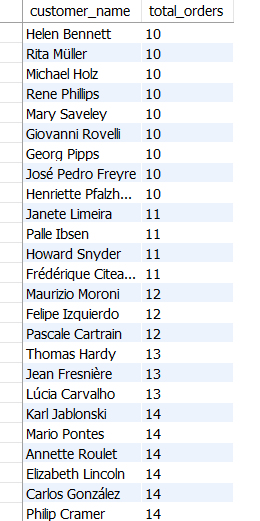 customer_name total_orders
Helen Bennett 10
Rita Müller 10
Michael Holz 10
Rene Phillips 10
Mary Saveley 10
Giovanni Rovelli 10
Georg Pipps 10
José Pedro Freyre 10
Henriette Pfalzh... 10
Janete Limeira 11
Palle Ibsen 11
Howard Snyder 11
Frédérique Citea... 11
Maurizio Moroni 12
Felipe Izquierdo 12
Pascale Cartrain 12
Thomas Hardy 13
Jean Fresnière 13
Lúcia Carvalho 13
Karl Jablonski 14
Mario Pontes 14
Annette Roulet 14
Elizabeth Lincoln 14
Carlos González 14
Philip Cramer 14